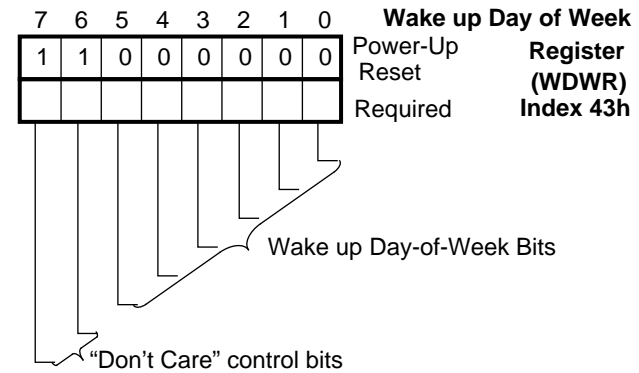 7 6 5 4 3 2 1 0 Wake up Day of Week
1 1 0 0 0 0 0 0 Power-Up Reset Register (WDWR)
Required Index 43h
Wake up Day-of-Week Bits
“Don’t Care” control bits